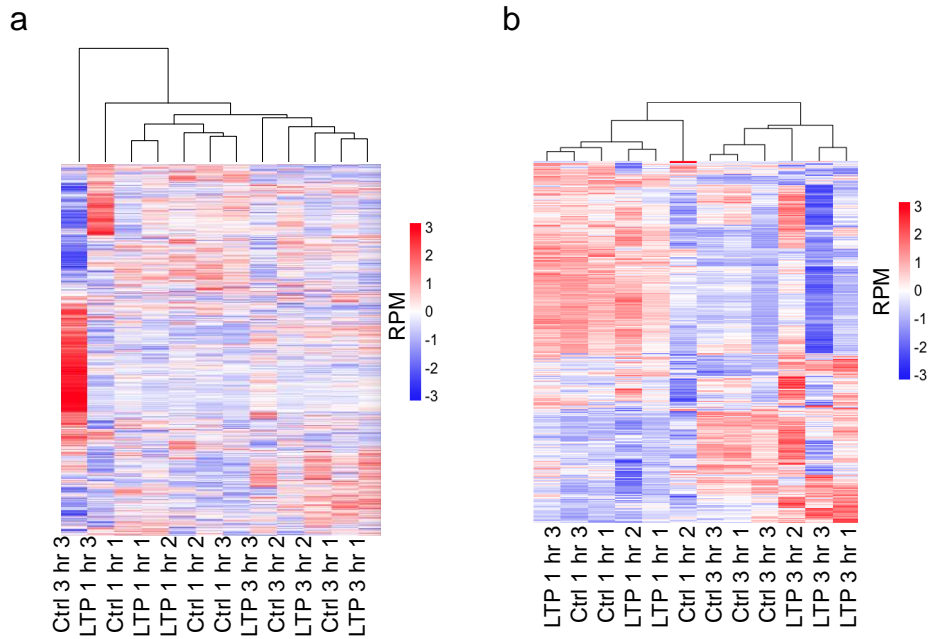 a
b
3
2
1
0
-1
-2
-3
RPM
3
2
1
0
-1
-2
-3
RPM
Ctrl 3 hr 3
LTP 1 hr 3
Ctrl 1 hr 1
LTP 1 hr 1
LTP 1 hr 2
Ctrl 1 hr 2
Ctrl 1 hr 3
LTP 3 hr 3
Ctrl 3 hr 2
LTP 3 hr 2
Ctrl 3 hr 1
LTP 3 hr 1
LTP 1 hr 3
Ctrl 1 hr 3
Ctrl 1 hr 1
LTP 1 hr 2
LTP 1 hr 1
Ctrl 1 hr 2
Ctrl 3 hr 3
Ctrl 3 hr 1
Ctrl 3 hr 3
LTP 3 hr 2
LTP 3 hr 3
LTP 3 hr 1